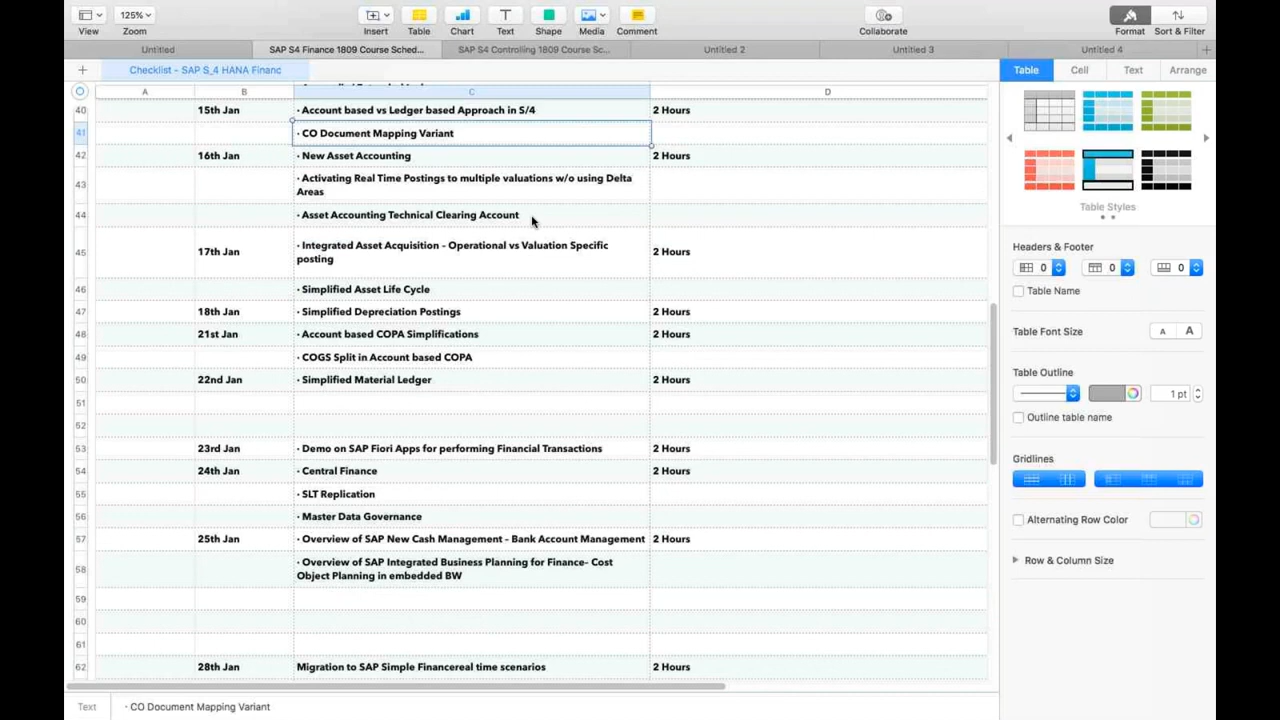 125%
View
Zoom
Insert
Table
Chart
Text
Shape
Media
Comment
Collaborate
Format
Sort & Filter
Untitled
SAP S4 Finance 1809 Course Sched...
SAP S4 Controlling 1809 Course Sc...
Untitled 2
Untitled 3
Untitled 4
Checklist - SAP S_4 HANA Financ
Table
Cell
Text
Arrange
A
B
C
D
40 15th Jan · Account based vs Ledger based Approach in S/4 2 Hours
41 · CO Document Mapping Variant
42 16th Jan · New Asset Accounting 2 Hours
43 · Activating Real Time Postings to multiple valuations w/o using Delta
Areas
44 · Asset Accounting Technical Clearing Account
45 17th Jan · Integrated Asset Acquisition - Operational vs Valuation Specific 2 Hours
posting
46 · Simplified Asset Life Cycle
47 18th Jan · Simplified Depreciation Postings 2 Hours
48 21st Jan · Account based COPA Simplifications 2 Hours
49 · COGS Split in Account based COPA
50 22nd Jan · Simplified Material Ledger 2 Hours
51
52
53 23rd Jan · Demo on SAP Fiori Apps for performing Financial Transactions 2 Hours
54 24th Jan · Central Finance 2 Hours
55 · SLT Replication
56 · Master Data Governance
57 25th Jan · Overview of SAP New Cash Management - Bank Account Management 2 Hours
58 · Overview of SAP Integrated Business Planning for Finance- Cost
Object Planning in embedded BW
59
60
61
62 28th Jan Migration to SAP Simple Financereal time scenarios 2 Hours
Table Styles
Headers & Footer
0 0 0
Table Name
Table Font Size A A
Table Outline
1 pt
Outline table name
Gridlines
Alternating Row Color
Row & Column Size
Text · CO Document Mapping Variant